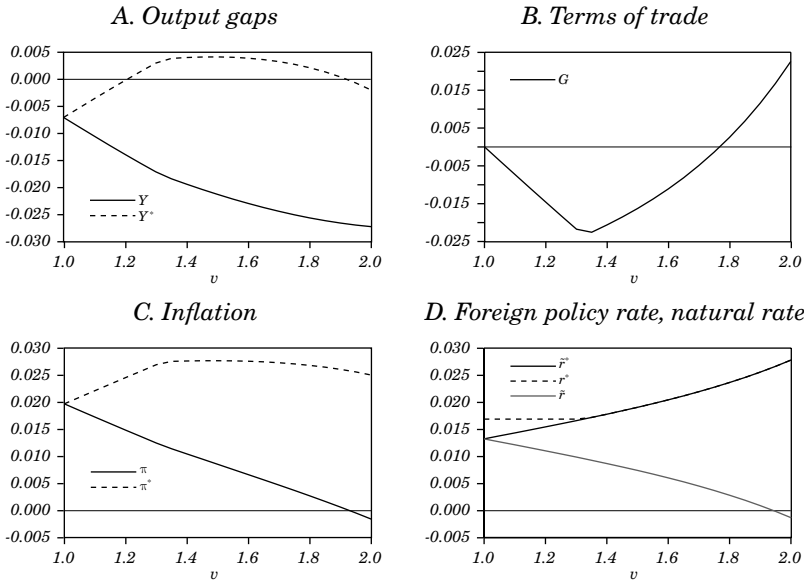 A. Output gaps
0.005
0.000
-0.005
-0.010
-0.015
-0.020
-0.025
-0.030
Y
Y*
1.0 1.2 1.4 1.6 1.8 2.0
v
B. Terms of trade
0.025
0.015
0.005
-0.005
-0.015
-0.025
G
1.0 1.2 1.4 1.6 1.8 2.0
v
C. Inflation
0.030
0.025
0.020
0.015
0.010
0.005
0.000
-0.005
π
π*
1.0 1.2 1.4 1.6 1.8 2.0
v
D. Foreign policy rate, natural rate
0.030
0.025
0.020
0.015
0.010
0.005
0.000
-0.005
r̃*
r*
r̃
1.0 1.2 1.4 1.6 1.8 2.0
v